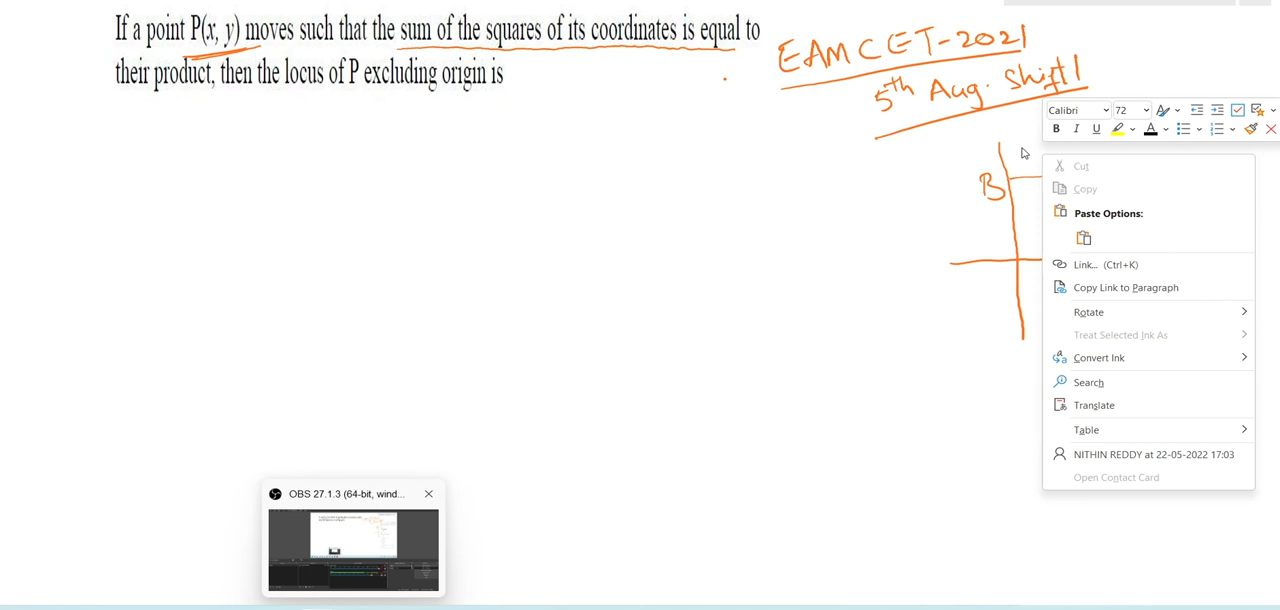 If a point P(x, y) moves such that the sum of the squares of its coordinates is equal to
their product, then the locus of P excluding origin is
EAMCET-2021
5th Aug. Shift 1
B
Calibri 72
B I U A
Cut
Copy
Paste Options:
Link... (Ctrl+K)
Copy Link to Paragraph
Rotate
Treat Selected Ink As
Convert Ink
Search
Translate
Table
NITHIN REDDY at 22-05-2022 17:03
Open Contact Card
OBS 27.1.3 (64-bit, wind...